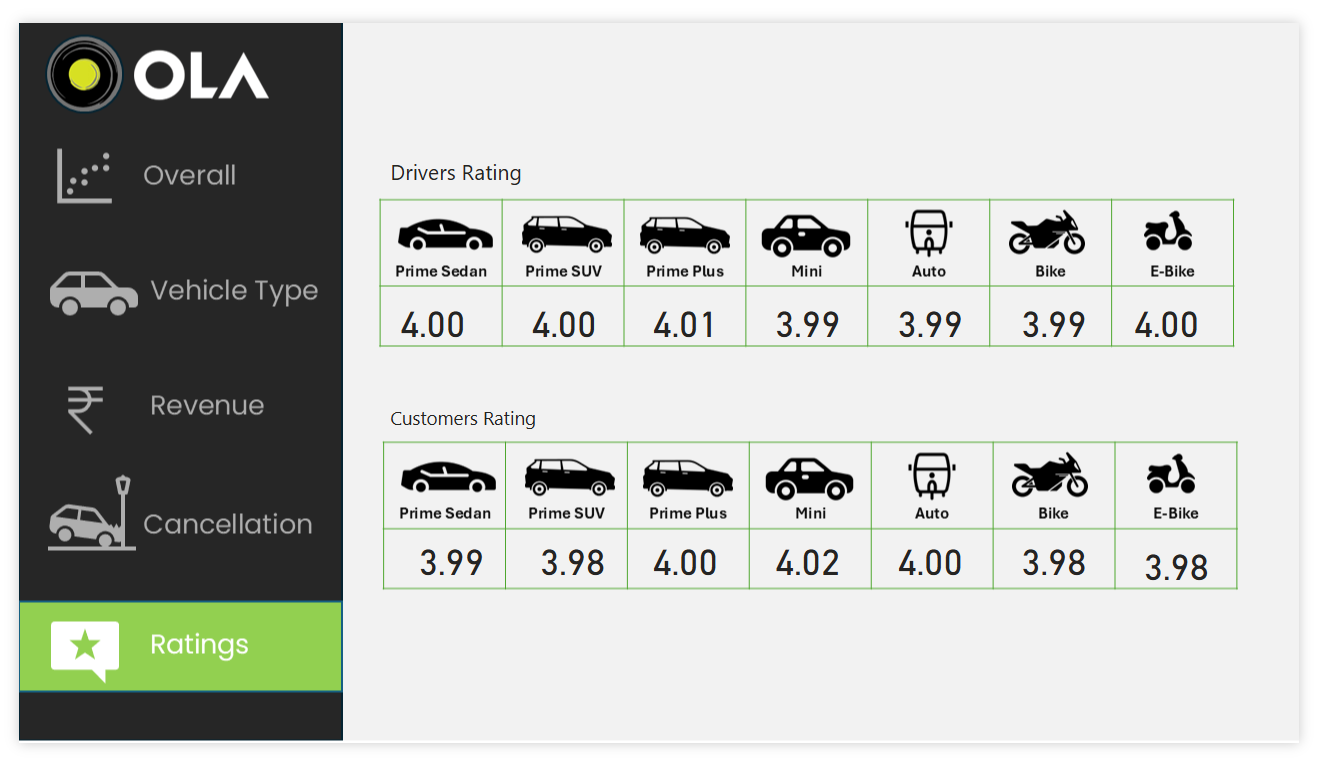 OLA
Overall
Vehicle Type
Revenue
Cancellation
Ratings
Drivers Rating
Prime Sedan Prime SUV Prime Plus Mini Auto Bike E-Bike
4.00 4.00 4.01 3.99 3.99 3.99 4.00
Customers Rating
Prime Sedan Prime SUV Prime Plus Mini Auto Bike E-Bike
3.99 3.98 4.00 4.02 4.00 3.98 3.98